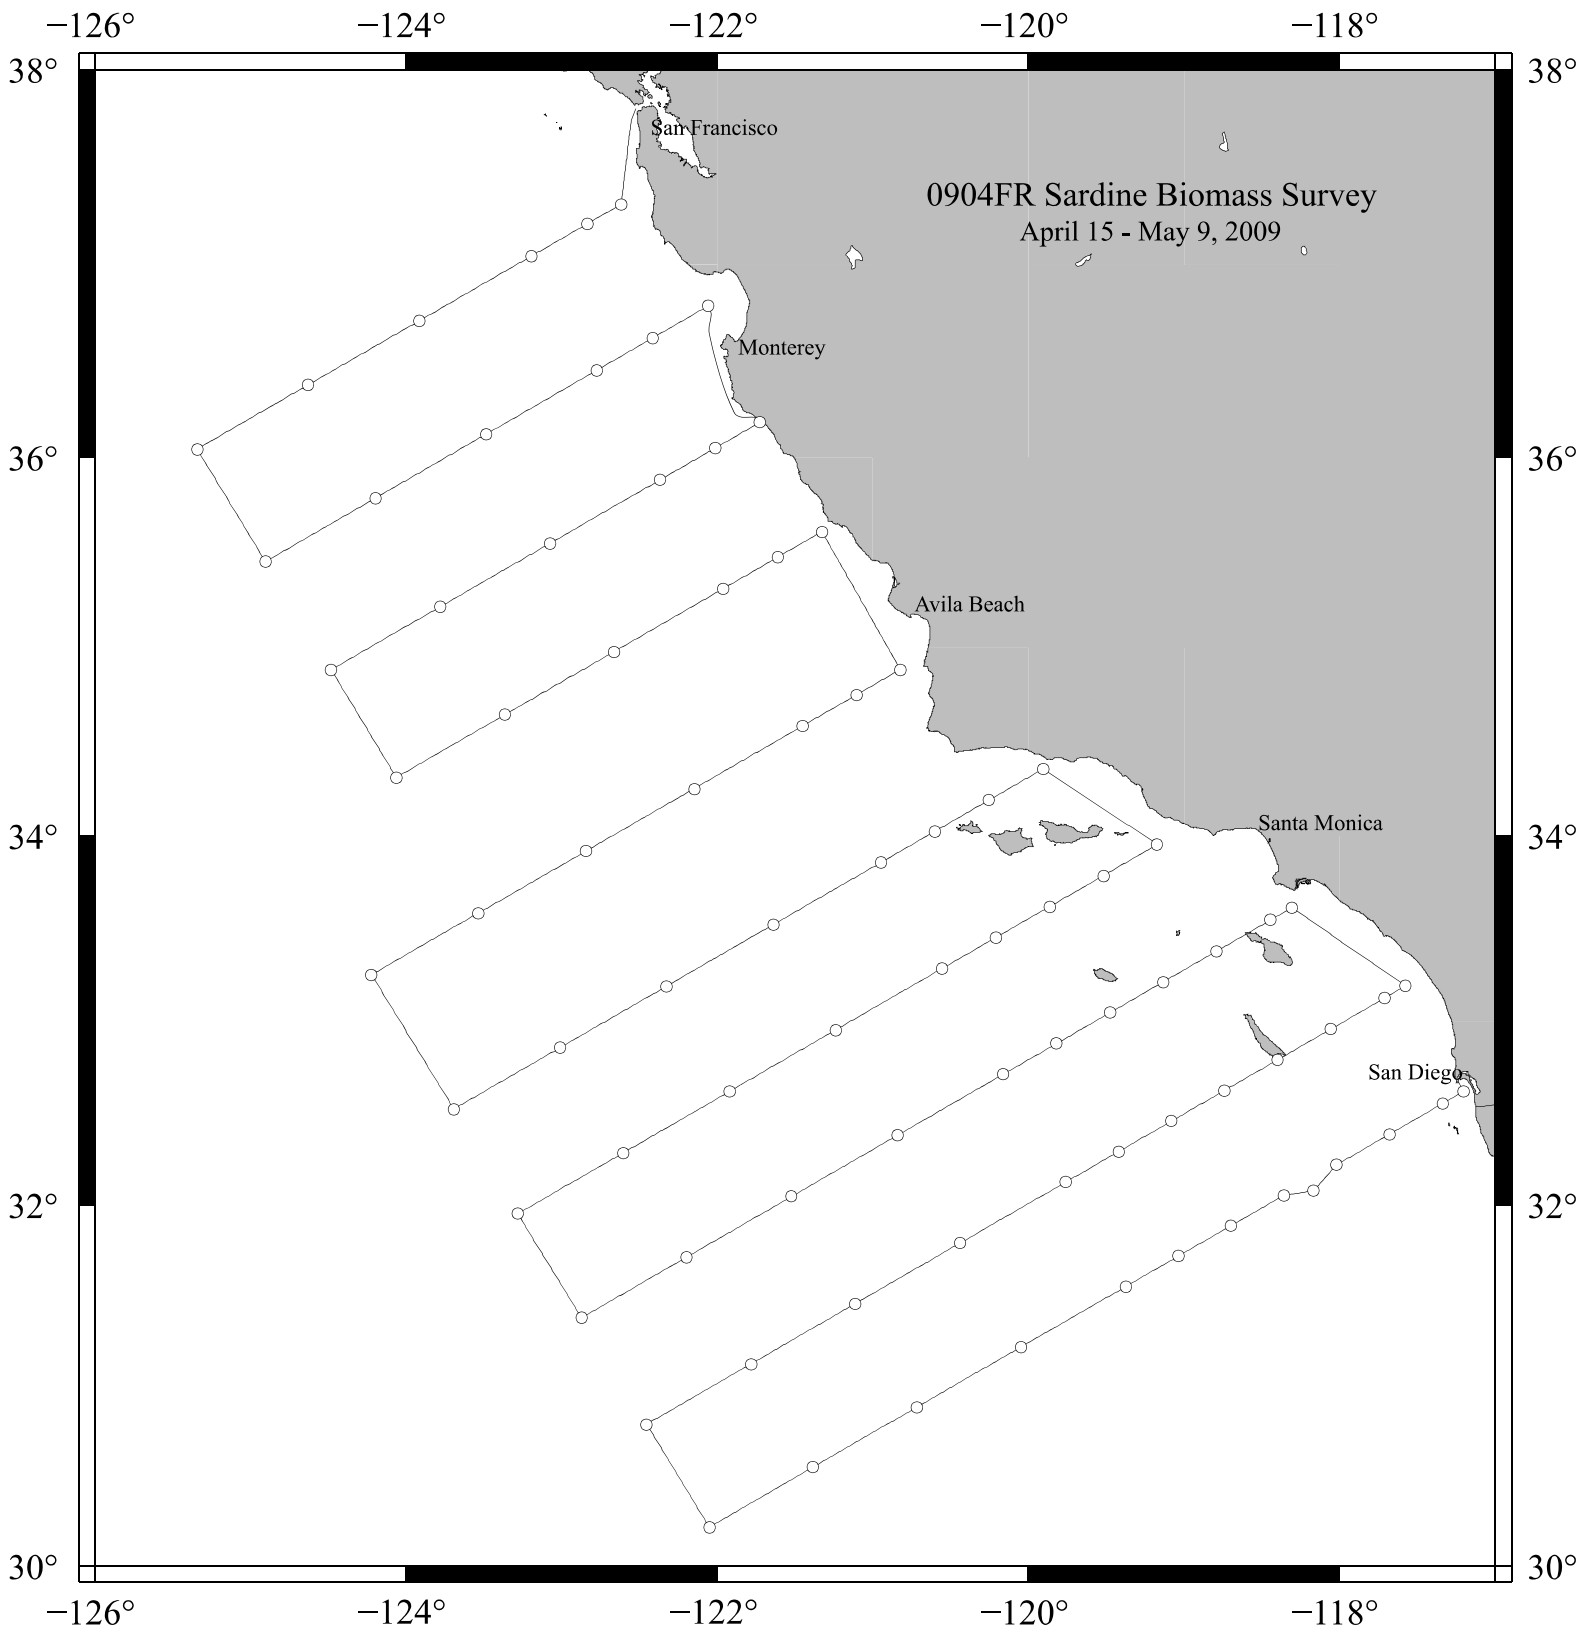 −126° −124° −122° −120° −118°
38° 38°
San Francisco
0904FR Sardine Biomass Survey
April 15 - May 9, 2009
Monterey
36° 36°
Avila Beach
Santa Monica
34° 34°
San Diego
32° 32°
30° 30°
−126° −124° −122° −120° −118°